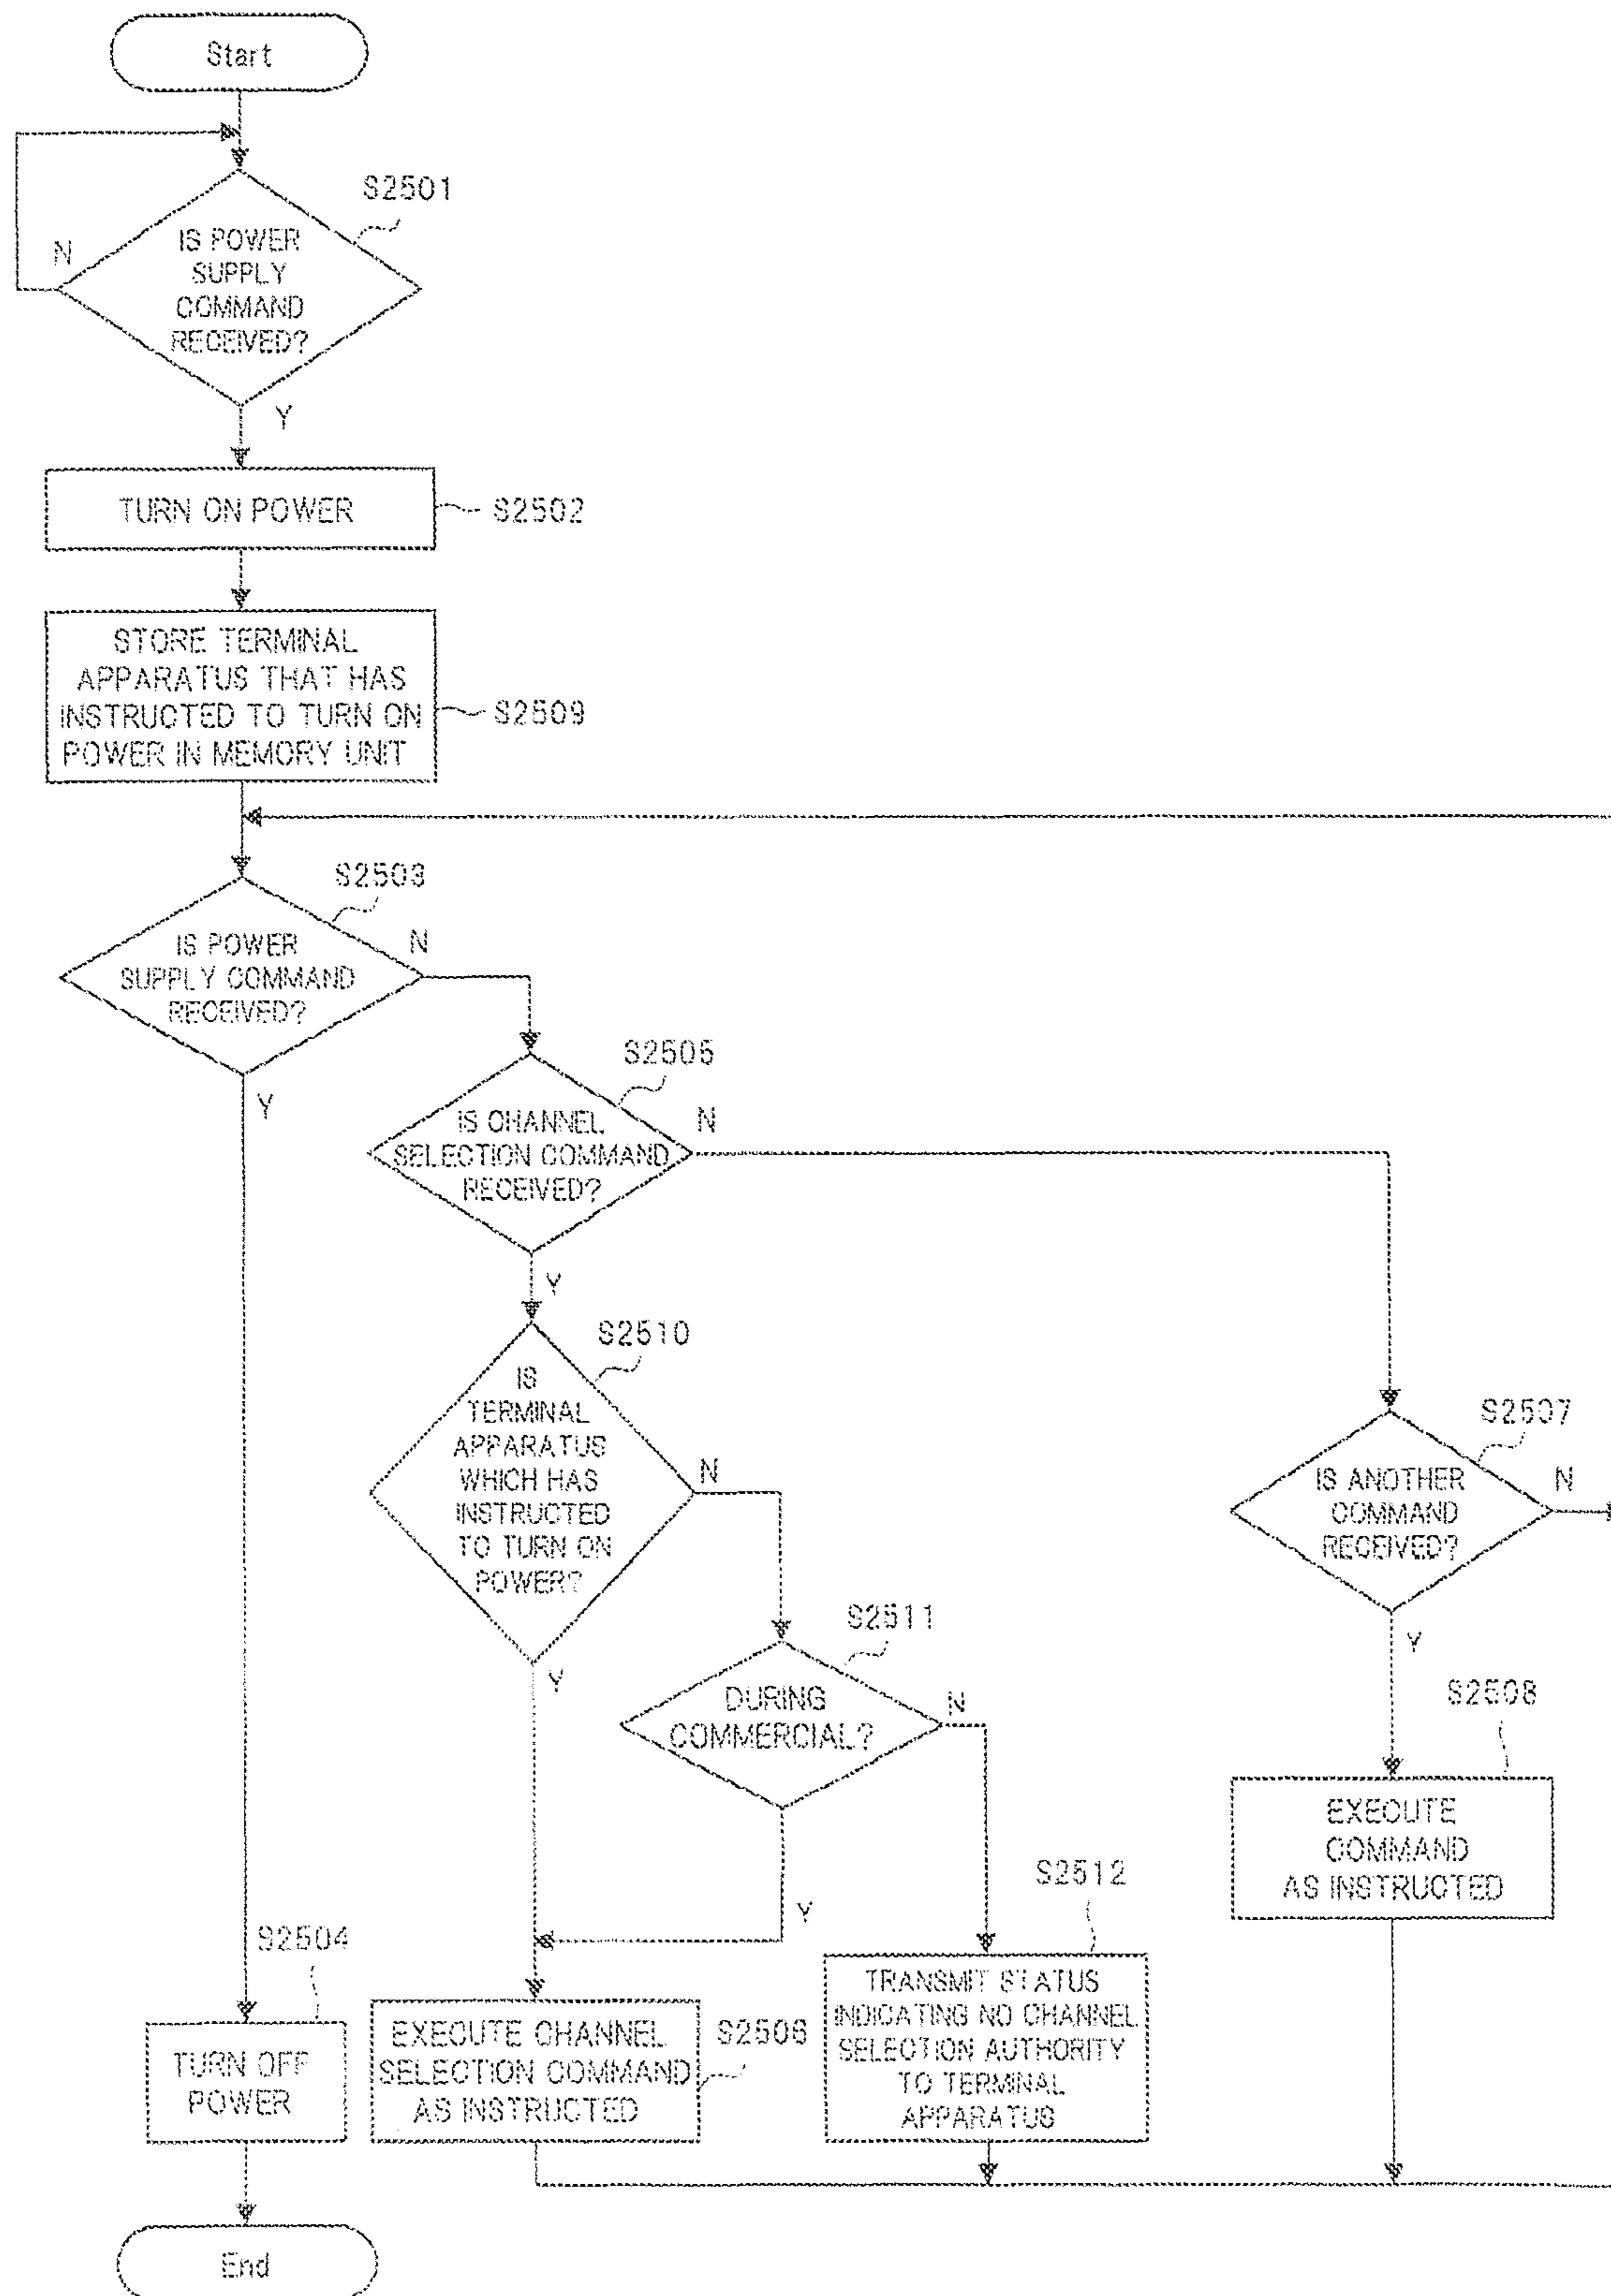 Start
S2501
N
IS POWER
SUPPLY
COMMAND
RECEIVED?
Y
TURN ON POWER
S2502
STORE TERMINAL
APPARATUS THAT HAS
INSTRUCTED TO TURN ON
POWER IN MEMORY UNIT
S2509
S2503
IS POWER
SUPPLY COMMAND
RECEIVED?
N
Y
S2505
IS CHANNEL
SELECTION COMMAND
RECEIVED?
N
Y
S2510
IS
TERMINAL
APPARATUS
WHICH HAS
INSTRUCTED
TO TURN ON
POWER?
N
Y
S2507
IS ANOTHER
COMMAND
RECEIVED?
N
Y
S2511
DURING
COMMERCIAL?
N
Y
S2508
EXECUTE
COMMAND
AS INSTRUCTED
S2504
TURN OFF
POWER
EXECUTE CHANNEL
SELECTION COMMAND
AS INSTRUCTED
S2506
S2512
TRANSMIT STATUS
INDICATING NO CHANNEL
SELECTION AUTHORITY
TO TERMINAL
APPARATUS
End